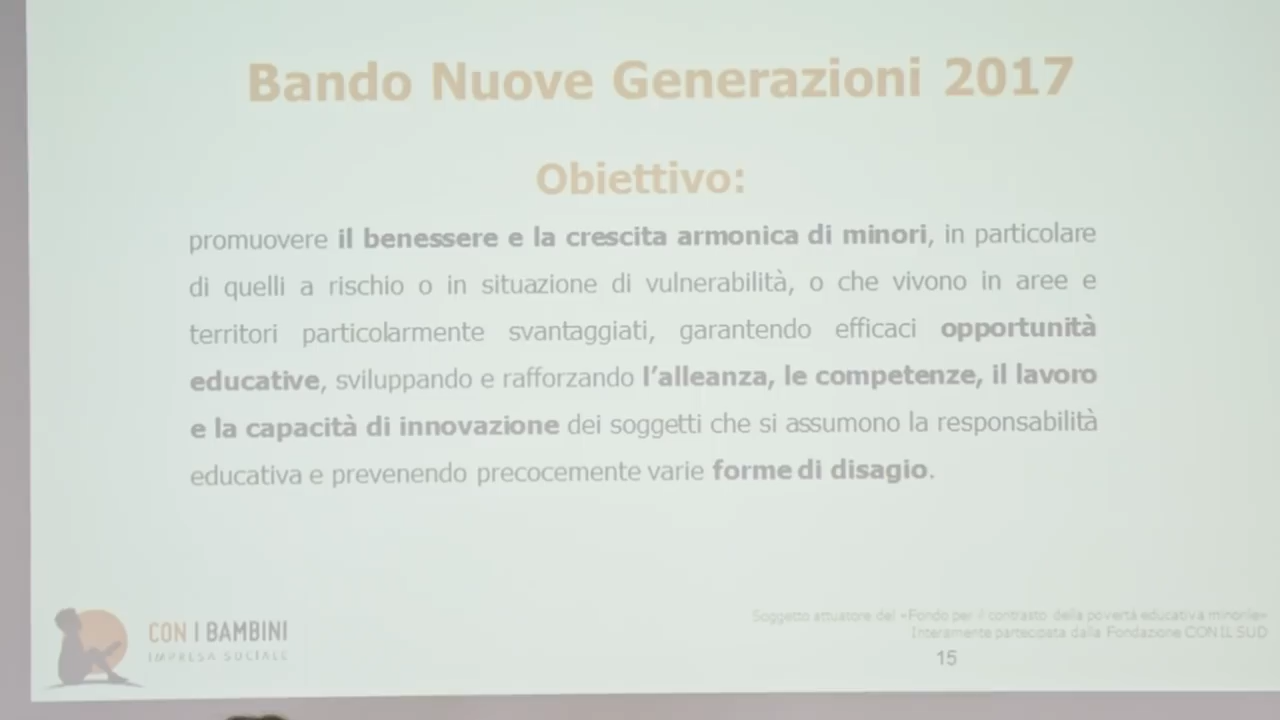 Bando Nuove Generazioni 2017
Obiettivo:
promuovere il benessere e la crescita armonica di minori, in particolare
di quelli a rischio o in situazione di vulnerabilità, o che vivono in aree e
territori particolarmente svantaggiati, garantendo efficaci opportunità
educative, sviluppando e rafforzando l'alleanza, le competenze, il lavoro
e la capacità di innovazione dei soggetti che si assumono la responsabilità
educativa e prevenendo precocemente varie forme di disagio.
CON I BAMBINI
IMPRESA SOCIALE
Soggetto attuatore del «Fondo per il contrasto della povertà educativa minorile»
Interamente partecipata dalla Fondazione CON IL SUD
15